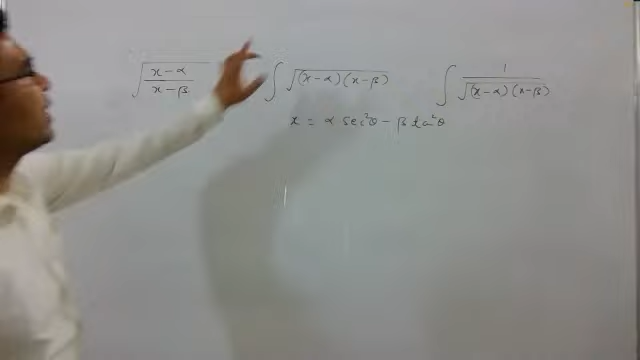 √((x-α)/(x-β)) ∫ √((x-α)(x-β)) ∫ 1/√((x-α)(x-β))
x = α sec²θ - β tan²θ